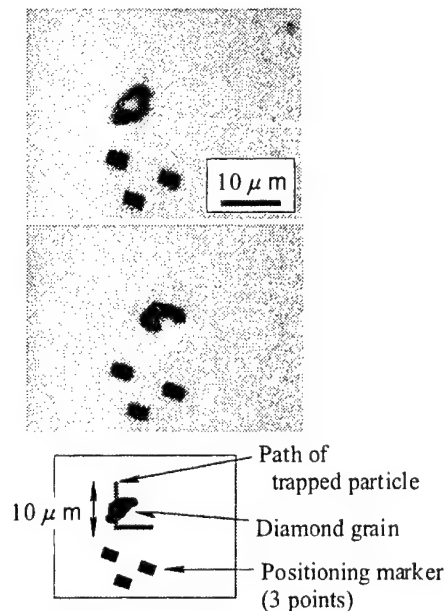 10 μ m
Path of
trapped particle
10 μ m
Diamond grain
Positioning marker
(3 points)